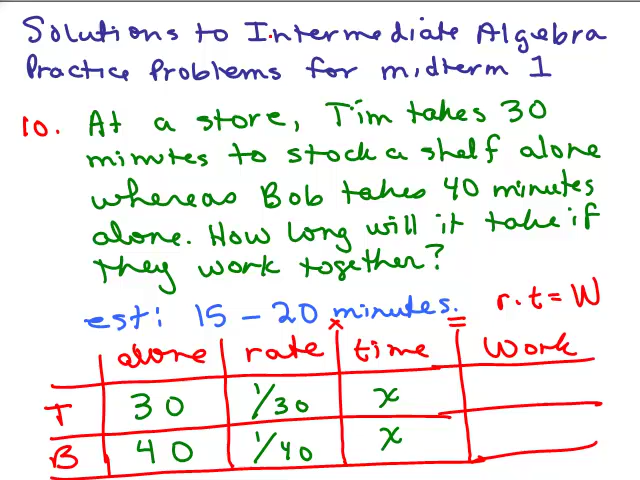 Solutions to Intermediate Algebra
Practice Problems for midterm 1
10. At a store, Tim takes 30
minutes to stock a shelf alone
whereas Bob takes 40 minutes
alone. How long will it take if
they work together?
est: 15 - 20 minutes. r.t = W
alone rate × time = Work
T 30 1/30 x
B 40 1/40 x